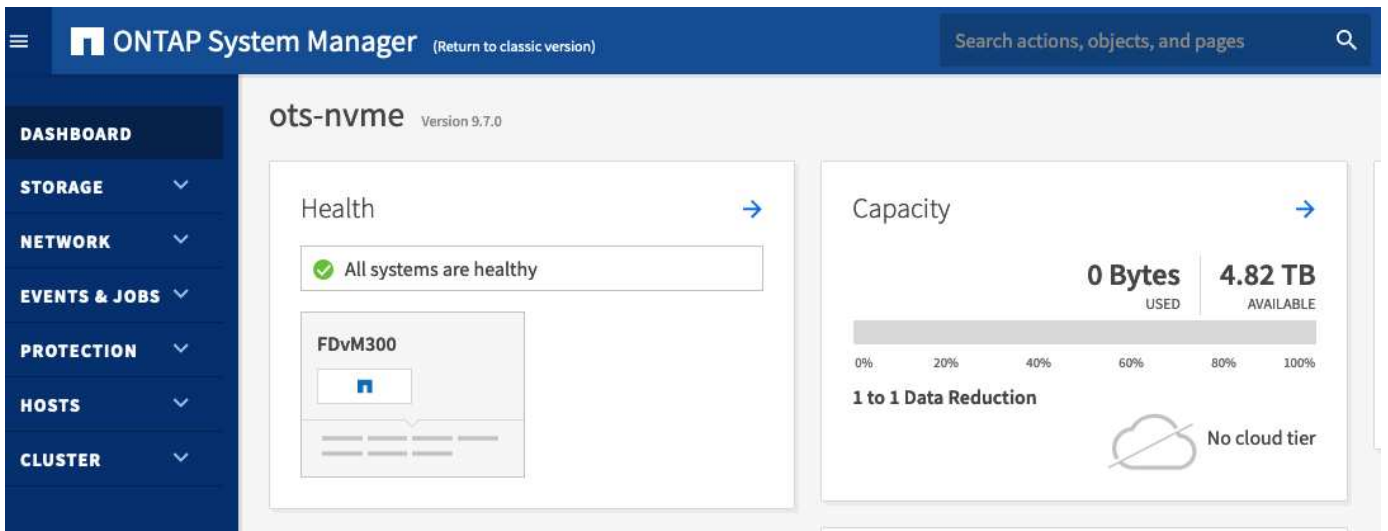 ONTAP System Manager (Return to classic version)
Search actions, objects, and pages
DASHBOARD
STORAGE
NETWORK
EVENTS & JOBS
PROTECTION
HOSTS
CLUSTER
ots-nvme Version 9.7.0
Health
All systems are healthy
FDvM300
Capacity
0 Bytes 4.82 TB
USED AVAILABLE
0% 20% 40% 60% 80% 100%
1 to 1 Data Reduction
No cloud tier